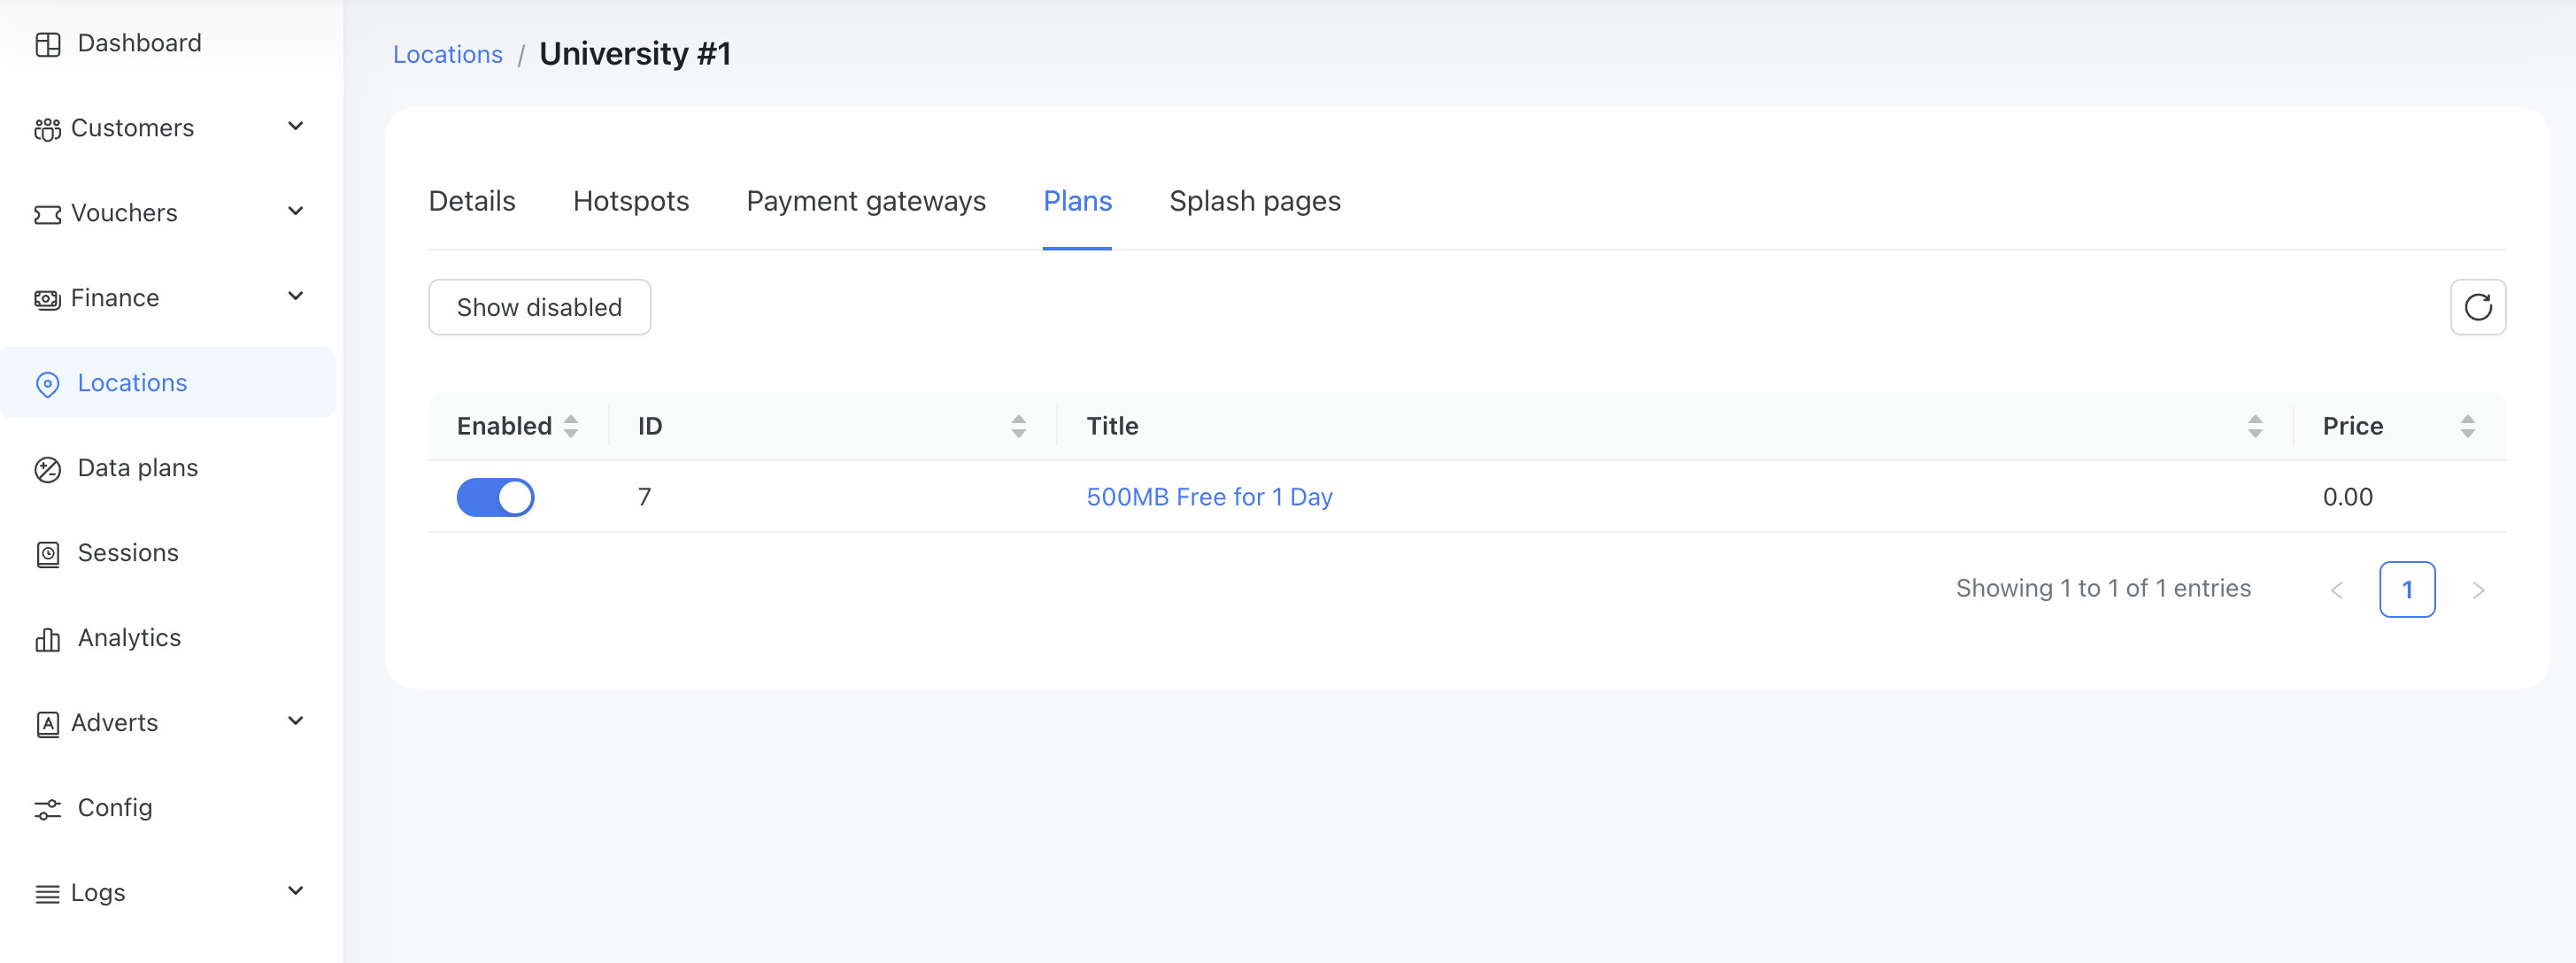 Dashboard
Customers
Vouchers
Finance
Locations
Data plans
Sessions
Analytics
Adverts
Config
Logs
Locations / University #1
Details Hotspots Payment gateways Plans Splash pages
Show disabled
Enabled ID Title Price
7 500MB Free for 1 Day 0.00
Showing 1 to 1 of 1 entries < 1 >